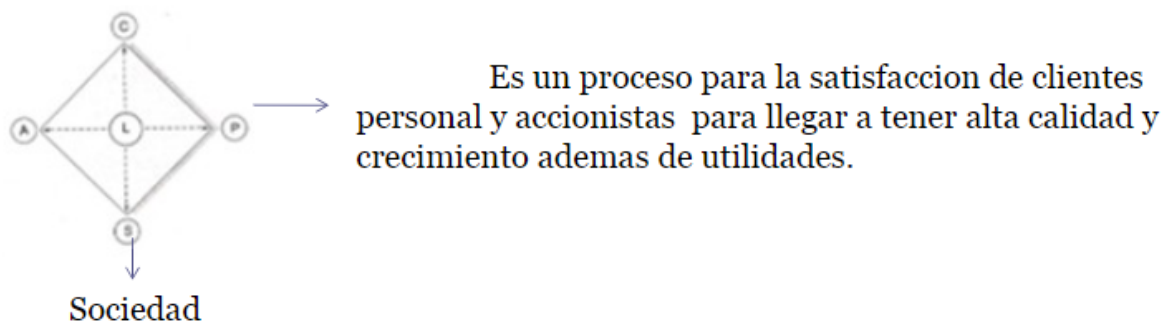 C
Es un proceso para la satisfaccion de clientes
A L P
personal y accionistas para llegar a tener alta calidad y
crecimiento ademas de utilidades.
S
Sociedad